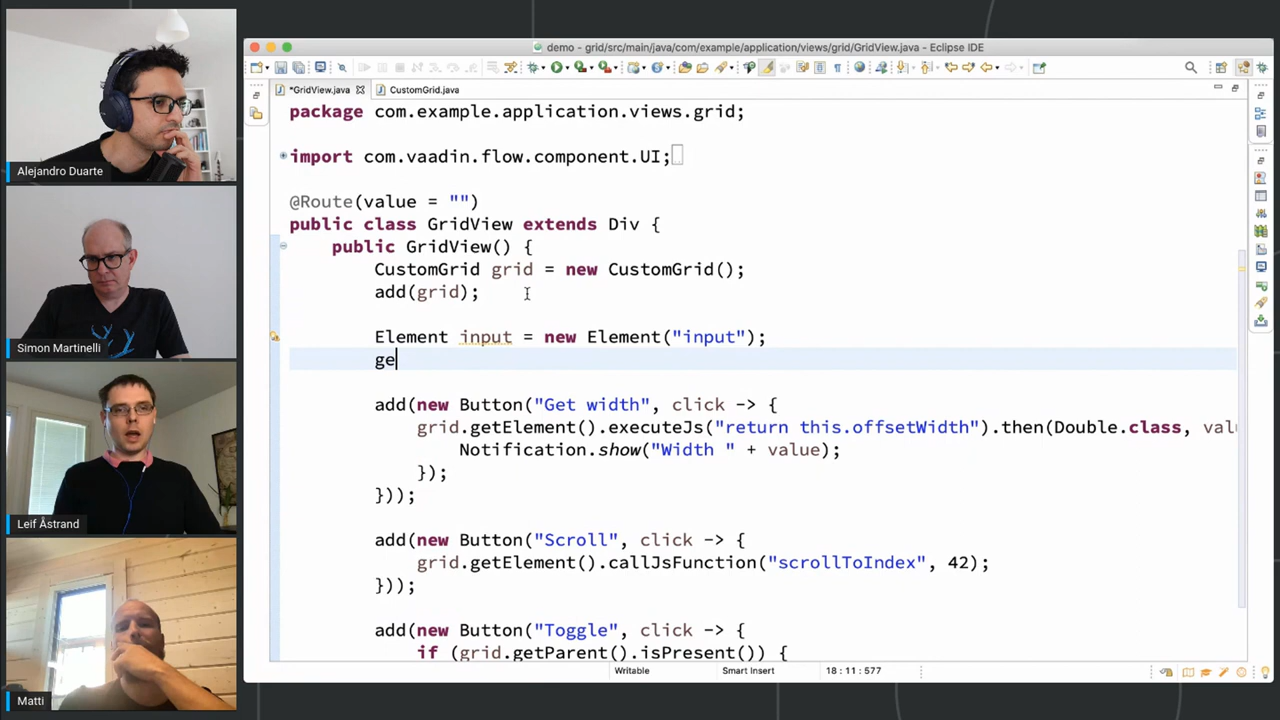 Alejandro Duarte
Simon Martinelli
Leif Åstrand
Matti
demo - grid/src/main/java/com/example/application/views/grid/GridView.java - Eclipse IDE
*GridView.java
CustomGrid.java
package com.example.application.views.grid;
import com.vaadin.flow.component.UI;
@Route(value = "")
public class GridView extends Div {
public GridView() {
CustomGrid grid = new CustomGrid();
add(grid);
Element input = new Element("input");
ge
add(new Button("Get width", click -> {
grid.getElement().executeJs("return this.offsetWidth").then(Double.class, valu
Notification.show("Width " + value);
});
}));
add(new Button("Scroll", click -> {
grid.getElement().callJsFunction("scrollToIndex", 42);
}));
add(new Button("Toggle", click -> {
if (grid.getParent().isPresent()) {
Writable
Smart Insert
18 : 11 : 577